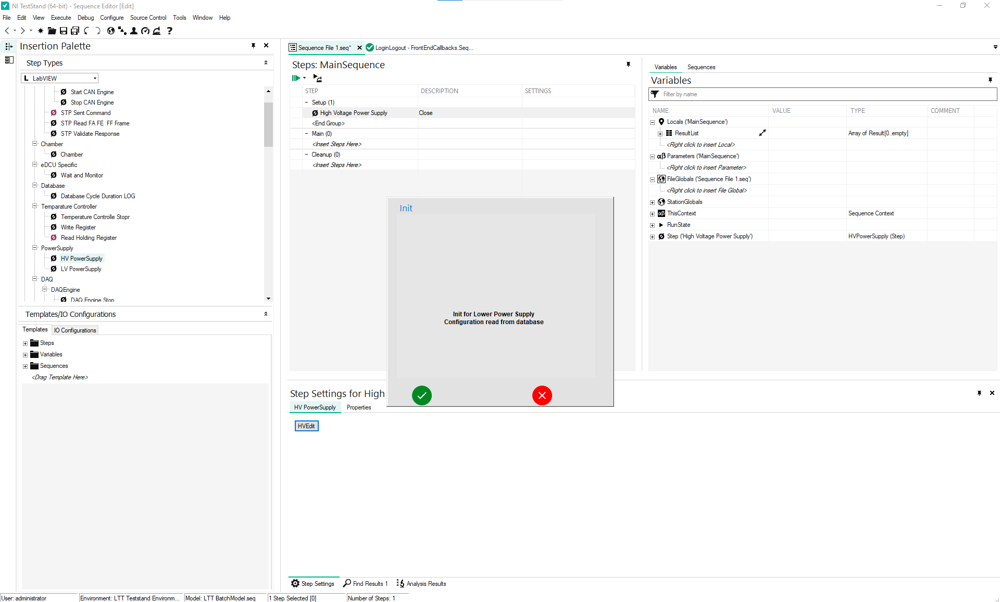 NI TestStand (64-bit) - Sequence Editor [Edit]
File Edit View Execute Debug Configure Source Control Tools Window Help
Insertion Palette
Step Types
L LabVIEW
Start CAN Engine
Stop CAN Engine
STP Sent Command
STP Read FA FE FF Frame
STP Validate Response
Chamber
Chamber
eDCU Specific
Wait and Monitor
Database
Database Cycle Duration LOG
Temparature Controller
Temperature Controlle Stopr
Write Register
Read Holding Register
PowerSupply
HV PowerSupply
LV PowerSupply
DAQ
DAQEngine
DAQ Engine Stop
Templates/IO Configurations
Templates IO Configurations
Steps
Variables
Sequences
<Drag Template Here>
Sequence File 1.seq*
LoginLogout - FrontEndCallbacks.Seq...
Steps: MainSequence
STEP DESCRIPTION SETTINGS
Setup (1)
High Voltage Power Supply Close
<End Group>
Main (0)
<Insert Steps Here>
Cleanup (0)
<Insert Steps Here>
Init
Init for Lower Power Supply
Configuration read from database
Variables Sequences
Variables
Filter by name
NAME VALUE TYPE COMMENT
Locals ('MainSequence')
ResultList Array of Result[0..empty]
<Right click to insert Local>
αβ Parameters ('MainSequence')
<Right click to insert Parameter>
FileGlobals ('Sequence File 1.seq')
<Right click to insert File Global>
StationGlobals
αβ ThisContext Sequence Context
RunState
Step ('High Voltage Power Supply') HVPowerSupply (Step)
Step Settings for High
HV PowerSupply Properties
HVEdit
Step Settings Find Results 1 Analysis Results
User: administrator Environment: LTT Teststand Environm... Model: LTT BatchModel.seq 1 Step Selected [0] Number of Steps: 1